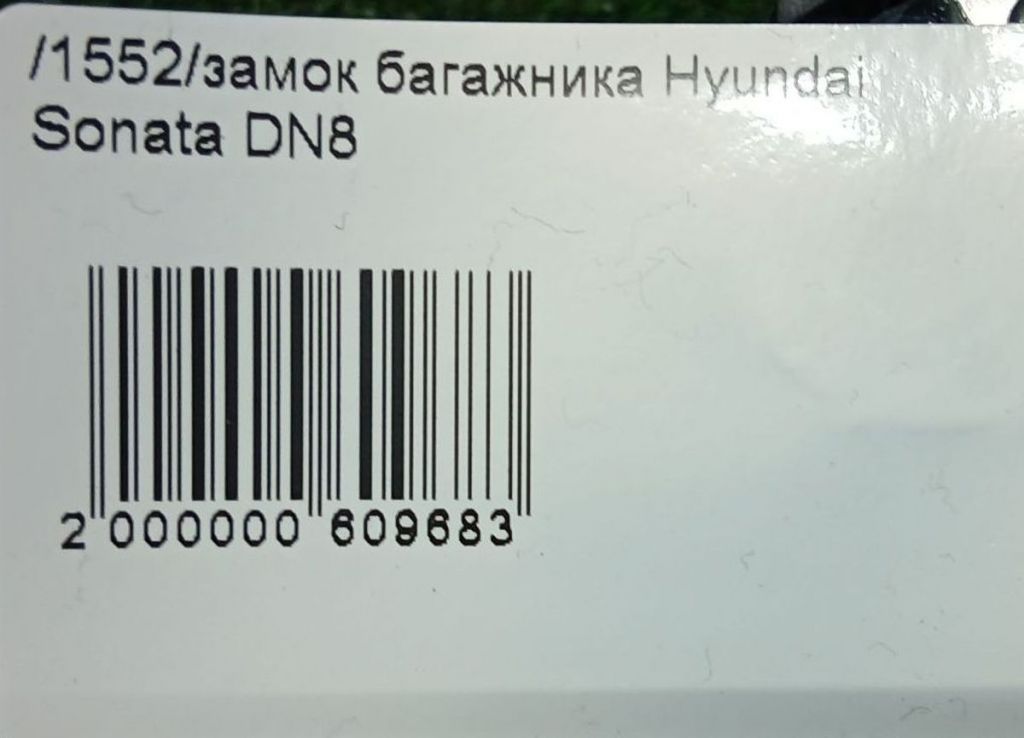 /1552/замок багажника Hyundai
Sonata DN8
2 000000 609683